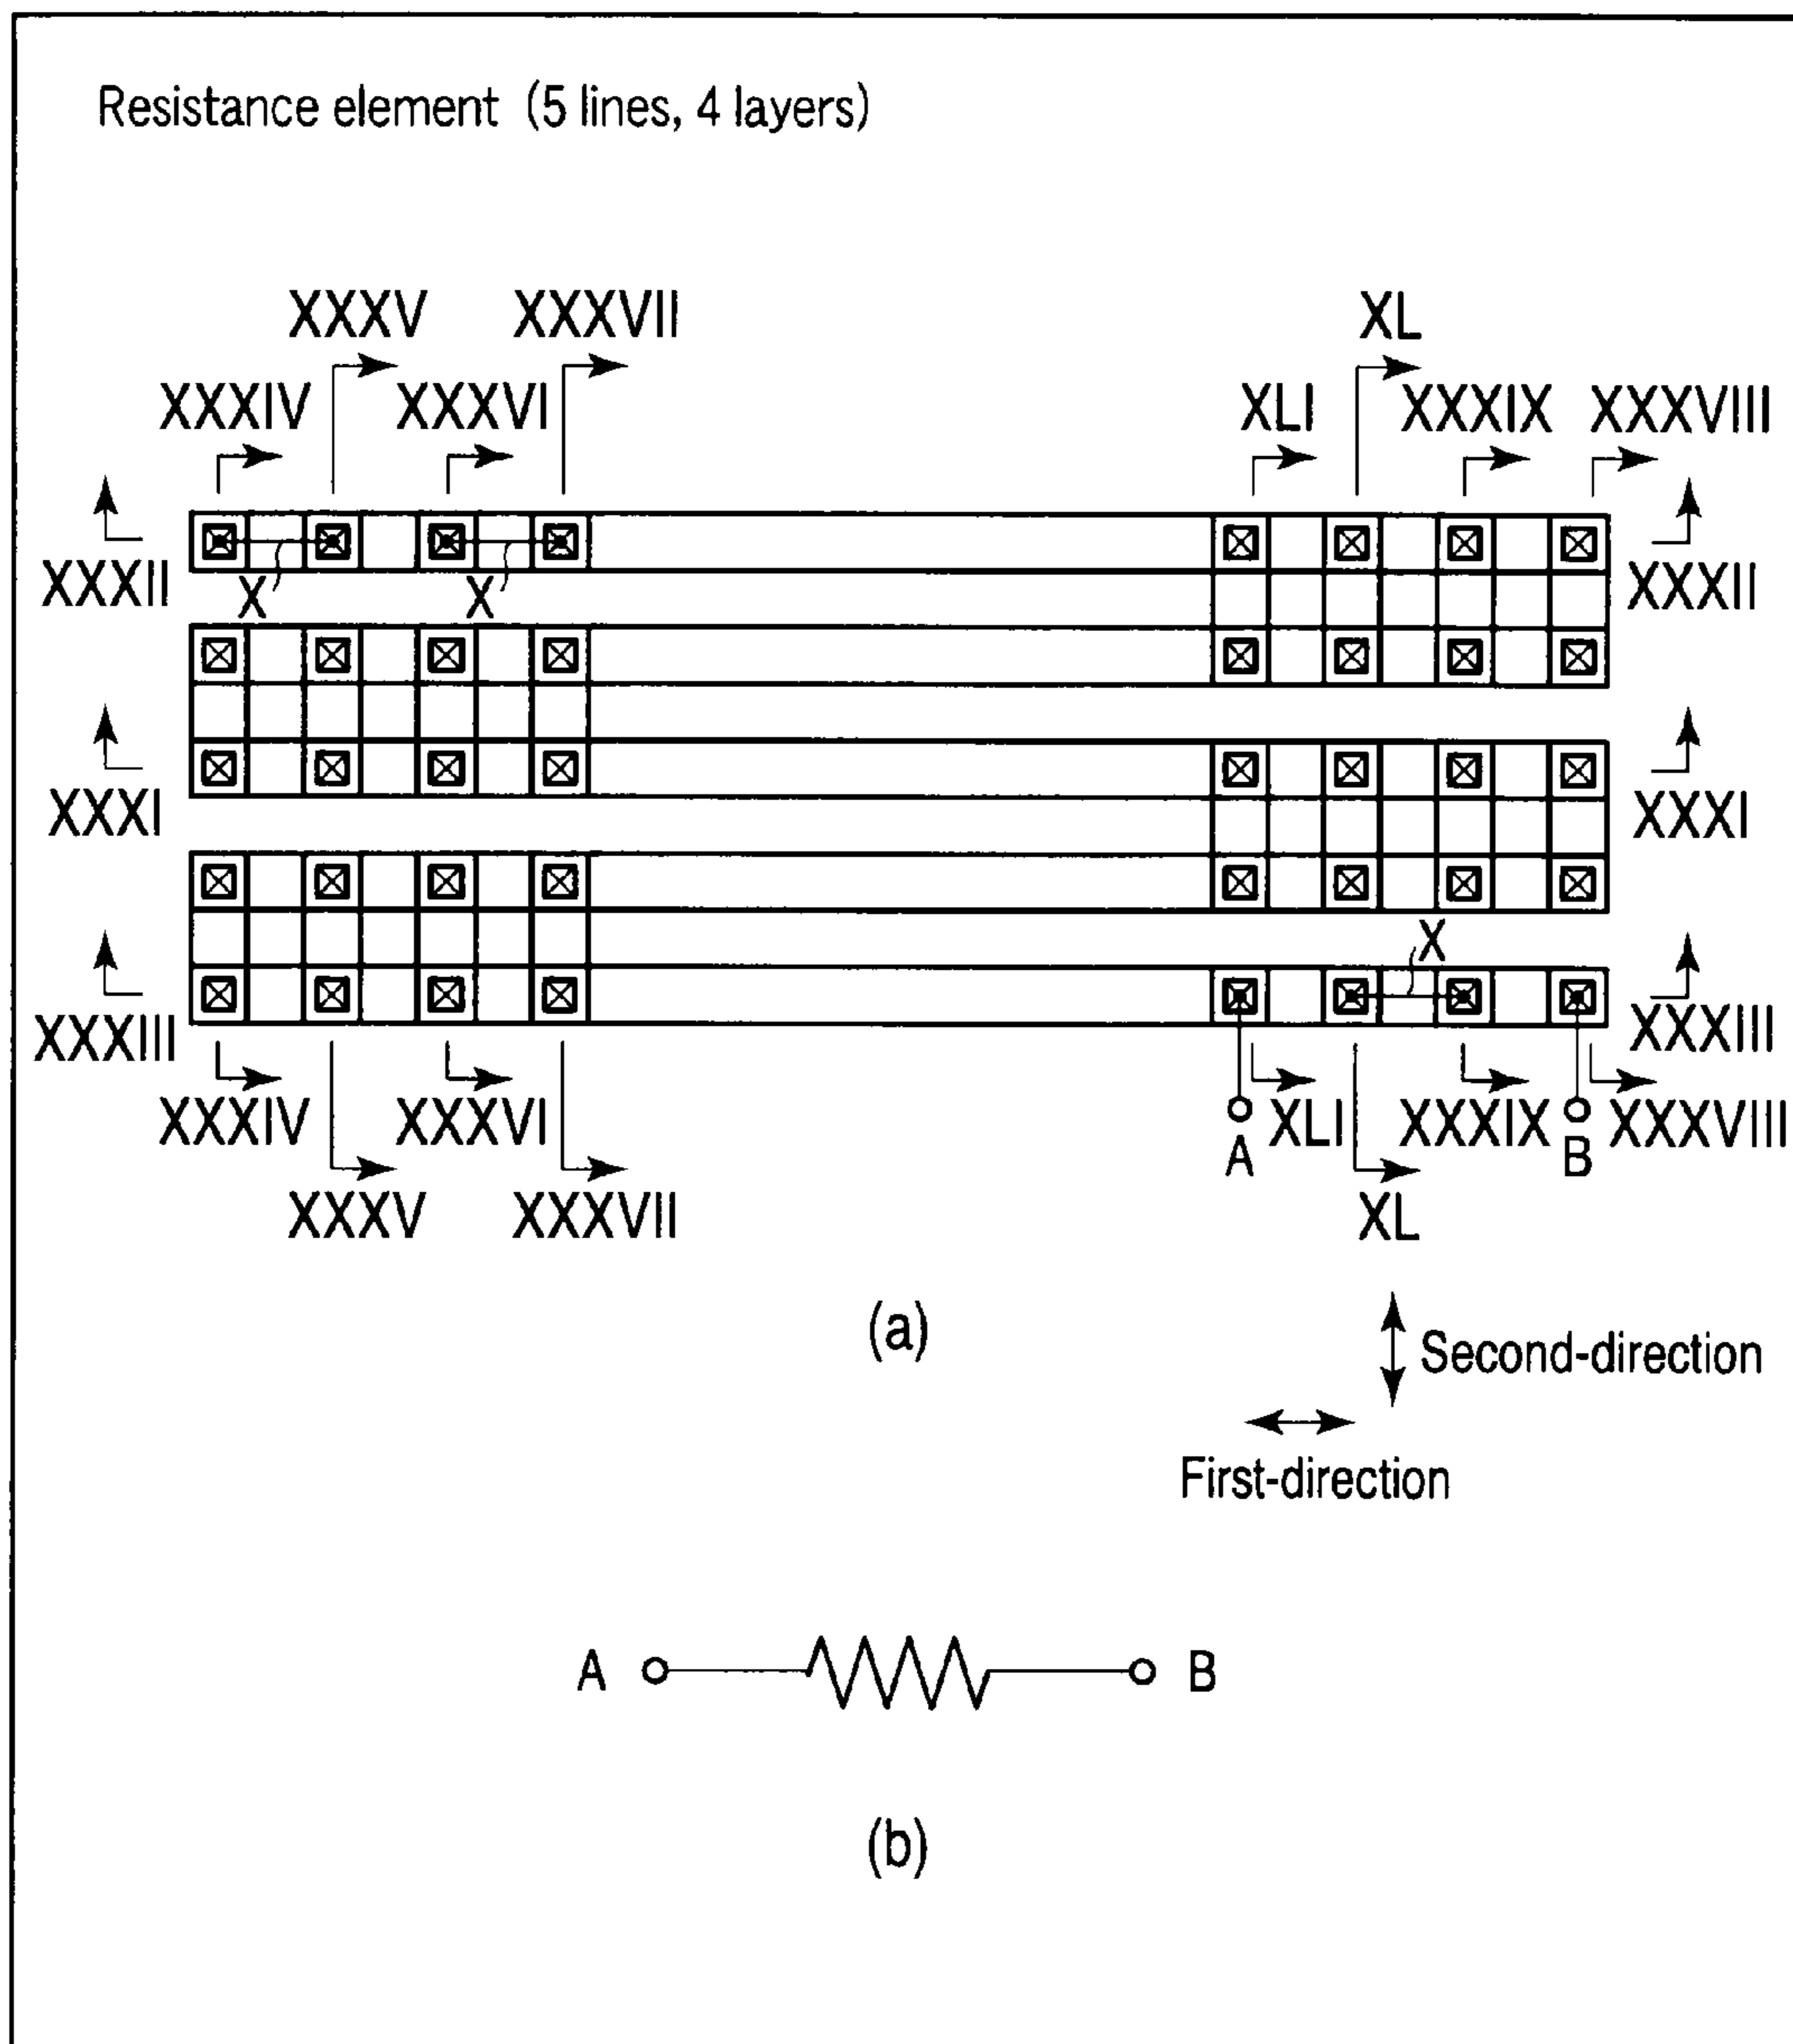 Resistance element (5 lines, 4 layers)
XXXV XXXVII XL
XXXIV XXXVI XLI XXXIX XXXVIII
XXXII X X XXXII
XXXI XXXI
X
XXXIII XXXIII
XXXIV XXXVI A XLI XXXIX B XXXVIII
XXXV XXXVII XL
(a)
Second-direction
First-direction
A B
(b)